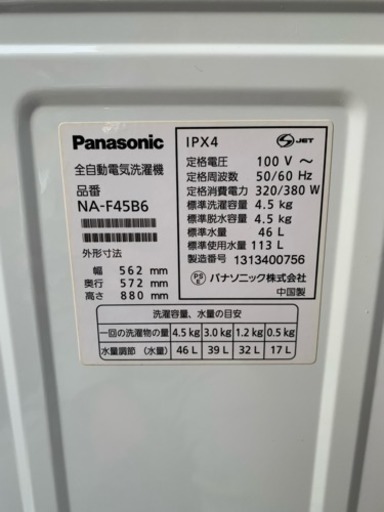 Panasonic
全自動電気洗濯機
品番
NA-F45B6
外形寸法
幅 562 mm
奥行 572 mm
高さ 880 mm
IPX4
S JET
定格電圧 100 V ～
定格周波数 50/60 Hz
定格消費電力 320/380 W
標準洗濯容量 4.5 kg
標準脱水容量 4.5 kg
標準水量 46 L
標準使用水量 113 L
製造番号 1313400756
PSE パナソニック株式会社
中国製
洗濯容量、水量の目安
一回の洗濯物の量 4.5 kg 3.0 kg 1.2 kg 0.5 kg
水量調節（水量） 46 L 39 L 32 L 17 L